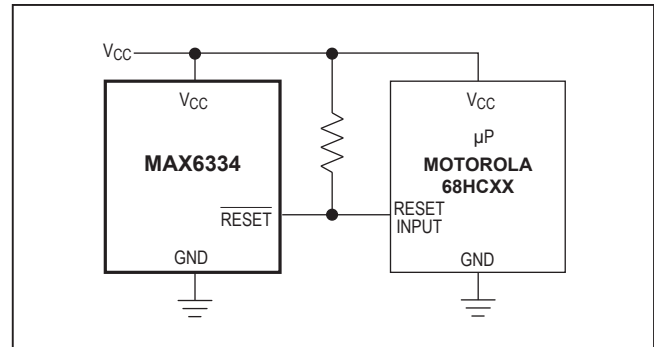 VCC
VCC
MAX6334
RESET
GND
VCC
µP
MOTOROLA
68HCXX
RESET
INPUT
GND